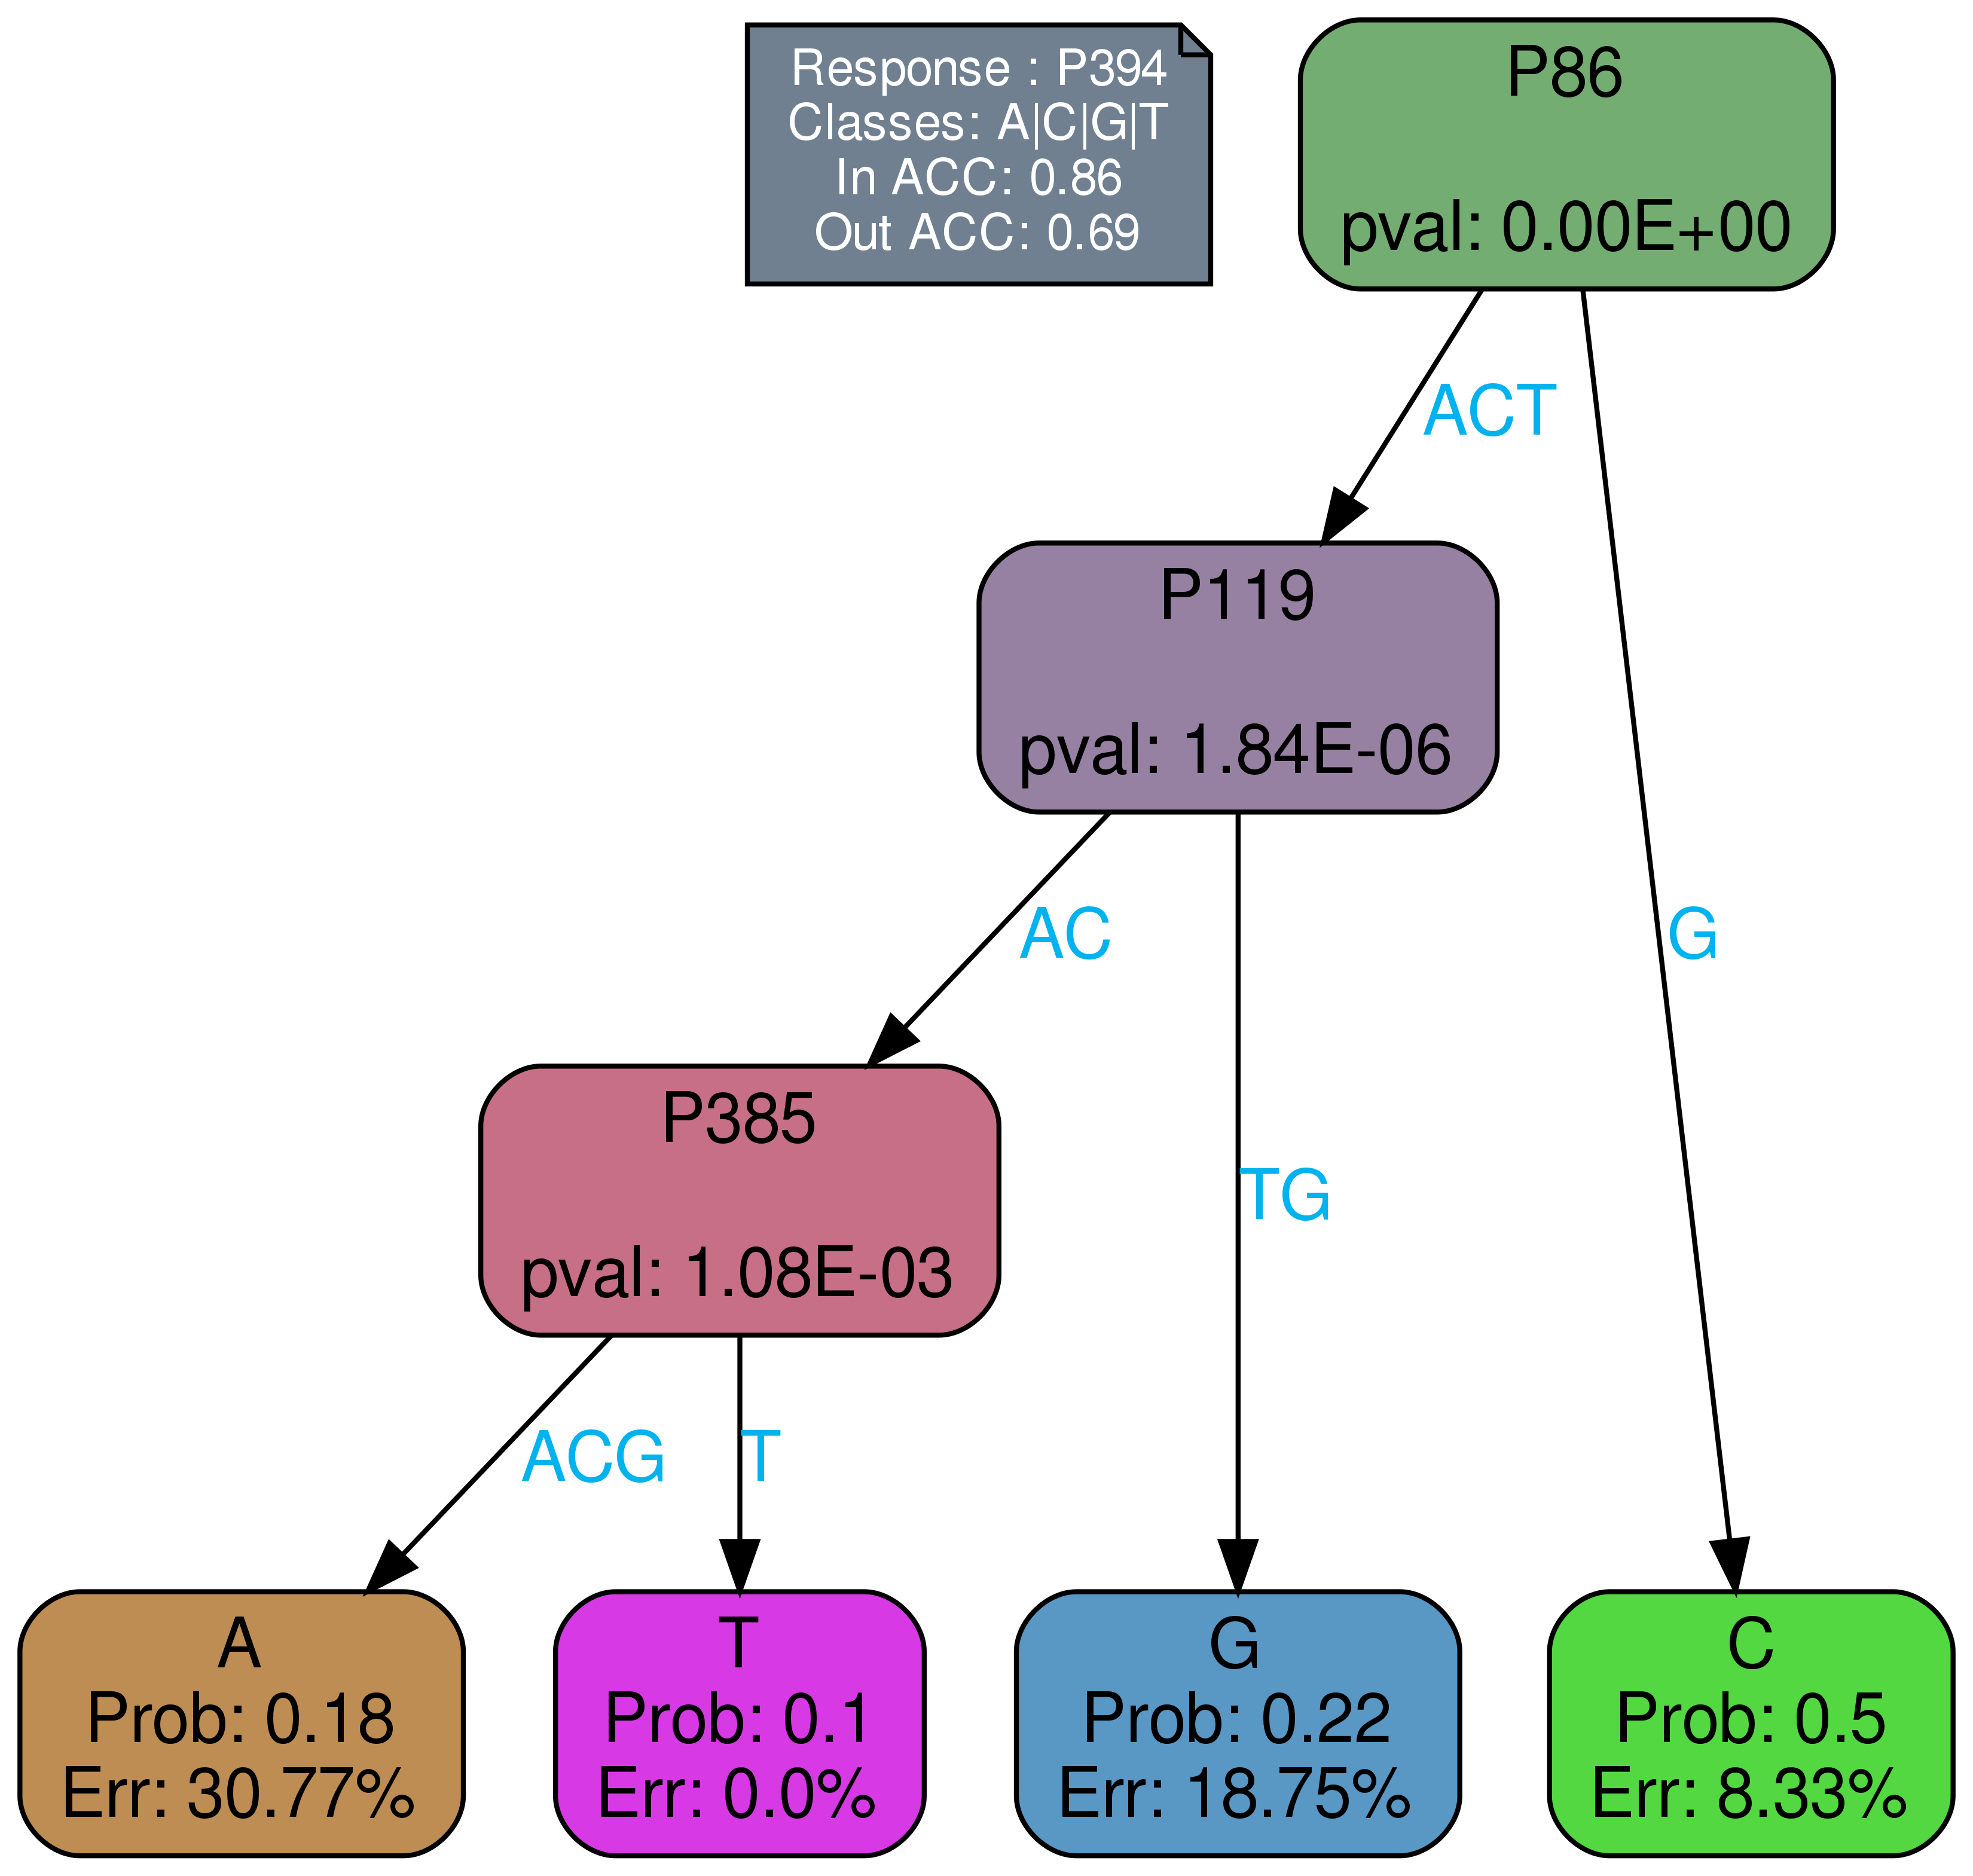 Response : P394
Classes: A|C|G|T
In ACC: 0.86
Out ACC: 0.69
P86
pval: 0.00E+00
ACT
P119
pval: 1.84E-06
AC
G
P385
pval: 1.08E-03
TG
ACG
T
A
Prob: 0.18
Err: 30.77%
T
Prob: 0.1
Err: 0.0%
G
Prob: 0.22
Err: 18.75%
C
Prob: 0.5
Err: 8.33%